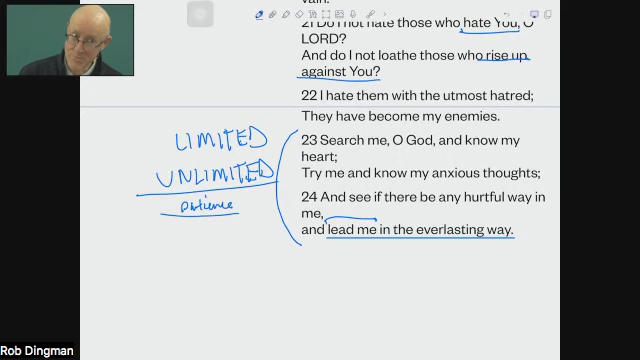 vain.
21 Do I not hate those who hate You, O
LORD?
And do I not loathe those who rise up
against You?
22 I hate them with the utmost hatred;
They have become my enemies.
23 Search me, O God, and know my
heart;
Try me and know my anxious thoughts;
24 And see if there be any hurtful way in
me,
and lead me in the everlasting way.
LIMITED
UNLIMITED
patience
Rob Dingman